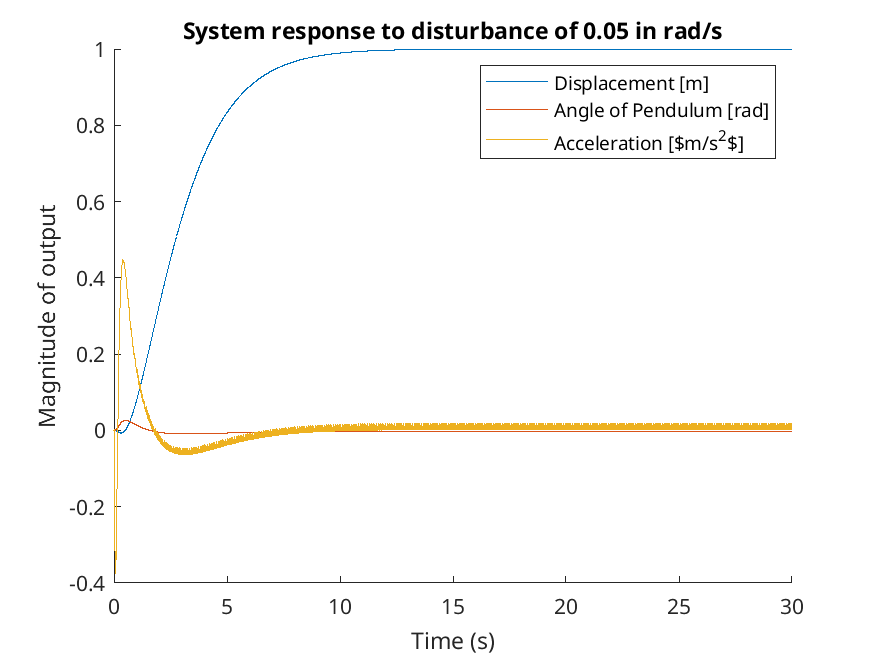 System response to disturbance of 0.05 in rad/s
Displacement [m]
Angle of Pendulum [rad]
Acceleration [$m/s²$]
Magnitude of output
1
0.8
0.6
0.4
0.2
0
-0.2
-0.4
0 5 10 15 20 25 30
Time (s)